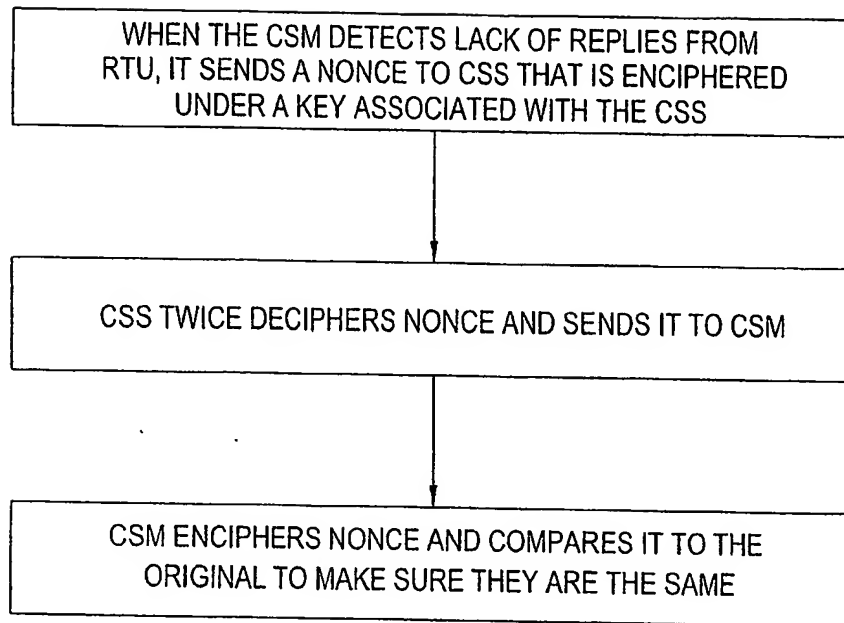 WHEN THE CSM DETECTS LACK OF REPLIES FROM
RTU, IT SENDS A NONCE TO CSS THAT IS ENCIPHERED
UNDER A KEY ASSOCIATED WITH THE CSS
CSS TWICE DECIPHERS NONCE AND SENDS IT TO CSM
CSM ENCIPHERS NONCE AND COMPARES IT TO THE
ORIGINAL TO MAKE SURE THEY ARE THE SAME